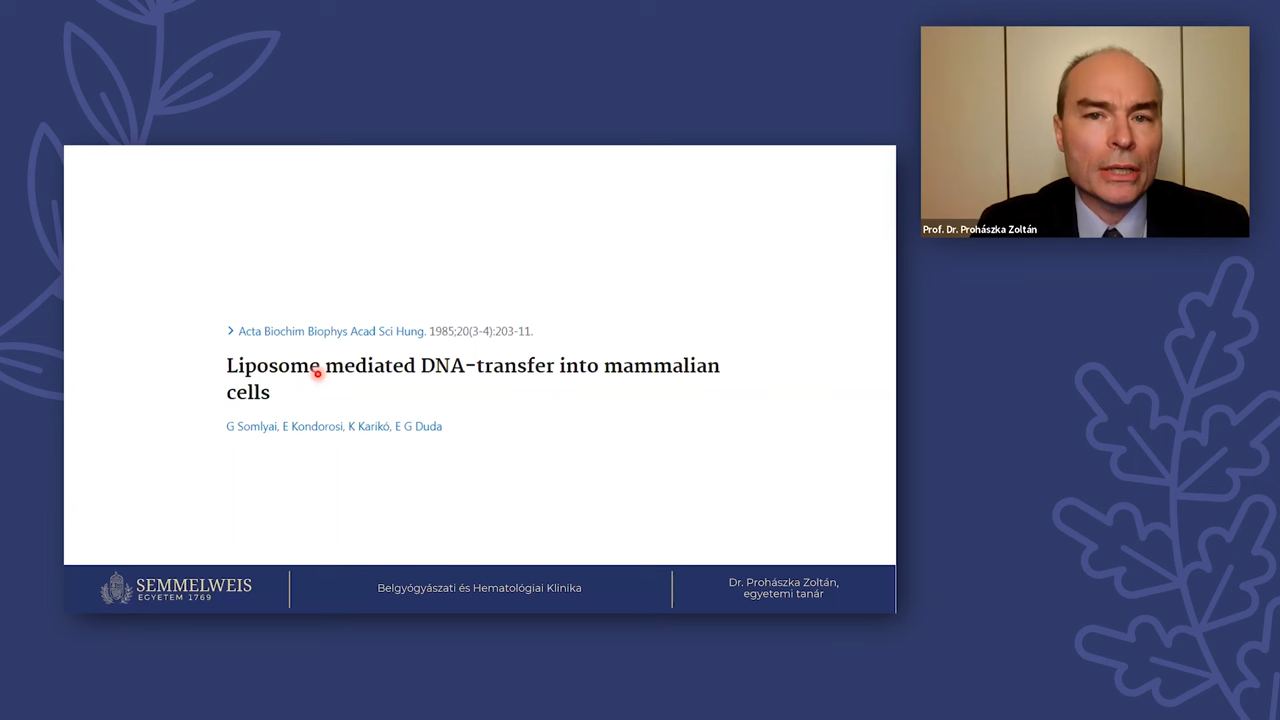 Prof. Dr. Prohászka Zoltán
Acta Biochim Biophys Acad Sci Hung. 1985;20(3-4):203-11.
Liposome mediated DNA-transfer into mammalian
cells
G Somlyai, E Kondorosi, K Karikó, E G Duda
SEMMELWEIS
EGYETEM 1769
Belgyógyászati és Hematológiai Klinika
Dr. Prohászka Zoltán,
egyetemi tanár